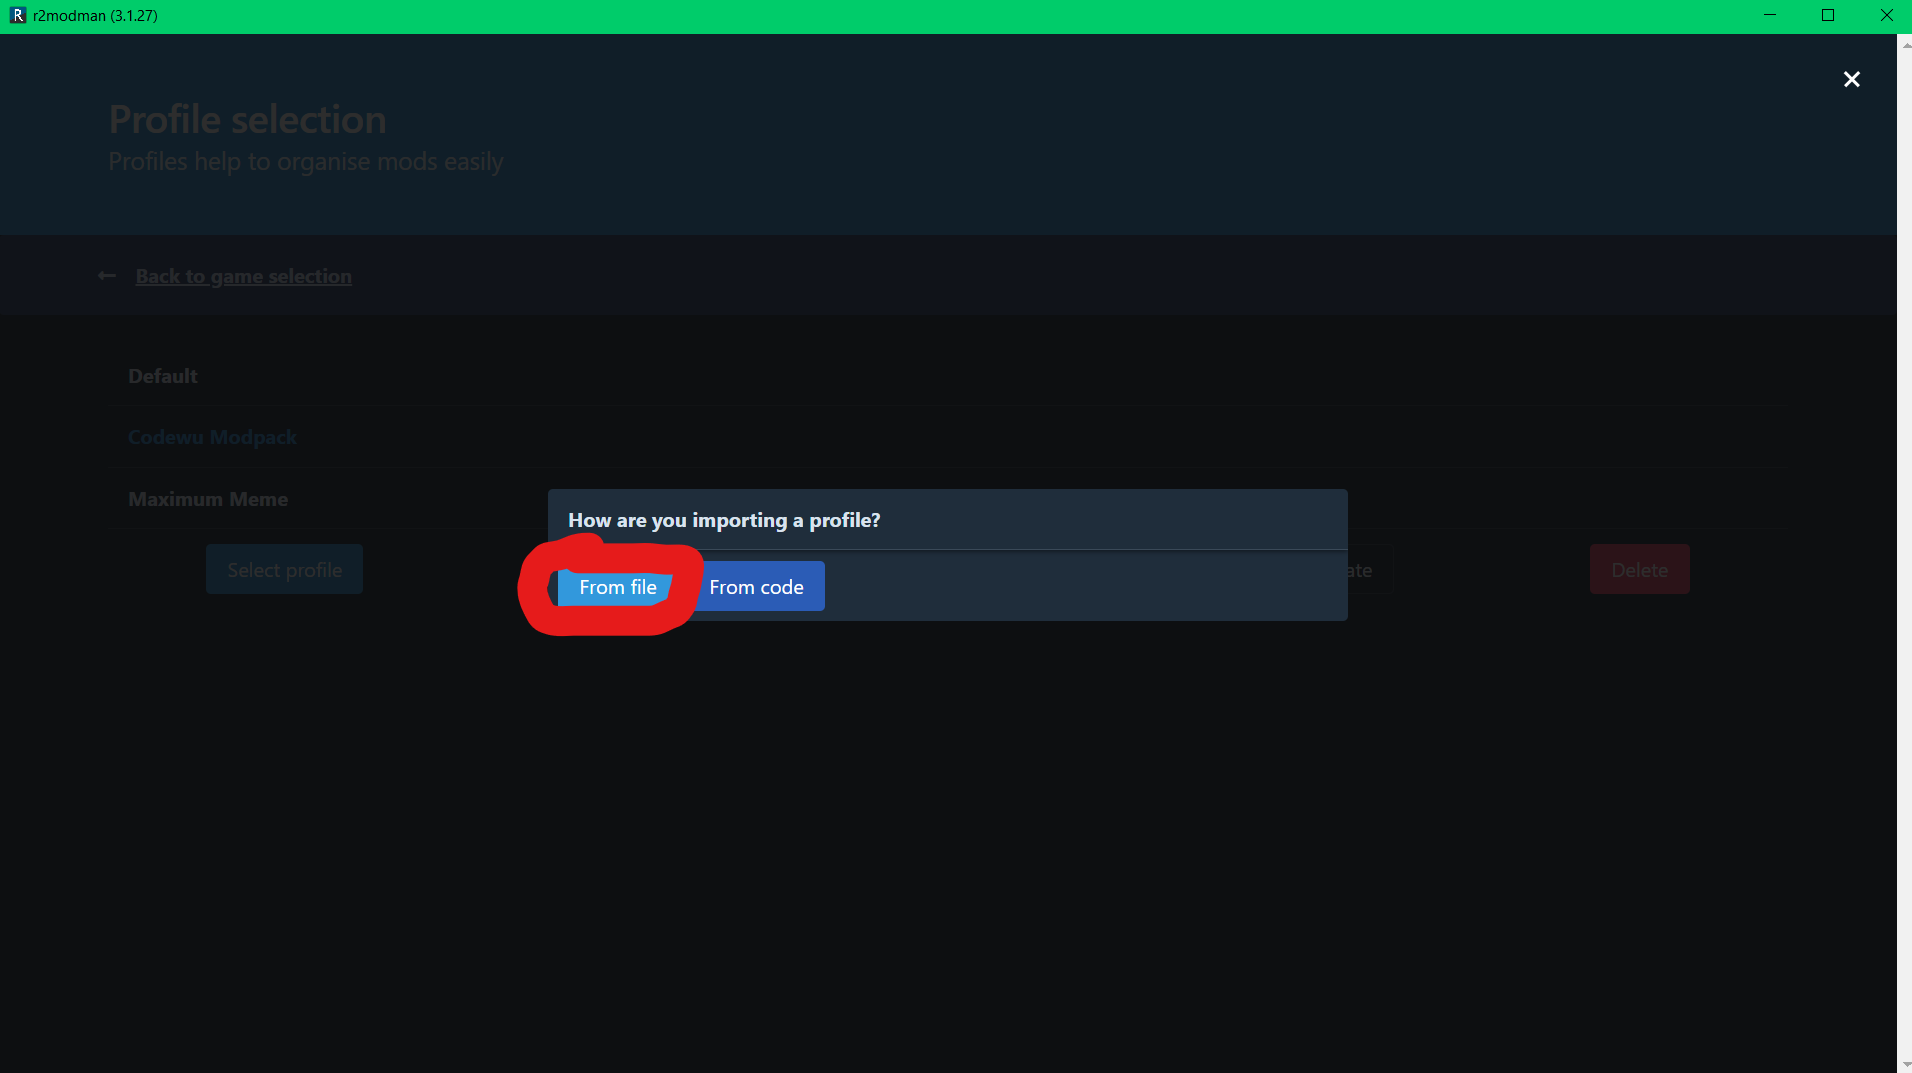 r2modman (3.1.27)
Profile selection
Profiles help to organise mods easily
Back to game selection
Default
Codewu Modpack
Maximum Meme
How are you importing a profile?
Select profile
From file
From code
ate
Delete